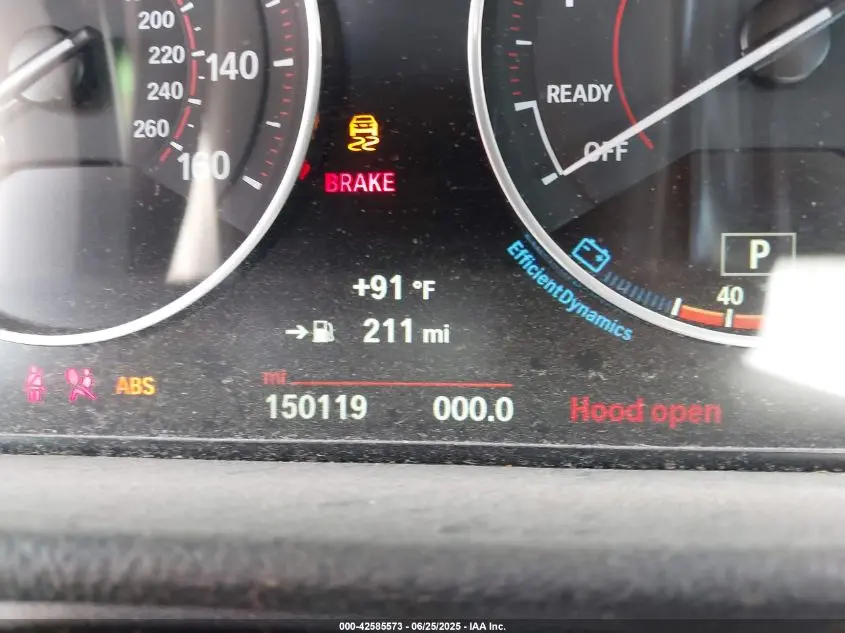 200
220
240
260
140
160
READY
OFF
BRAKE
P
+91 °F
211 mi
EfficientDynamics
40
ABS
mi
150119 000.0
Hood open
000-42585573 - 06/25/2025 - IAA Inc.